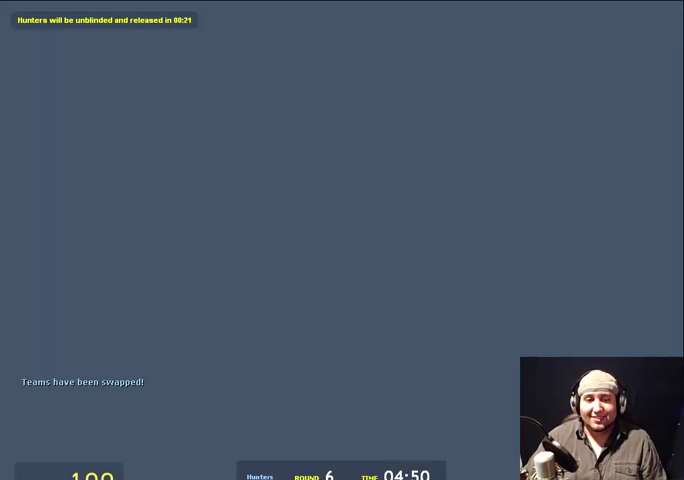 Hunters will be unblinded and released in 00:21
Teams have been swapped!
100
Hunters ROUND 6 TIME 04:50